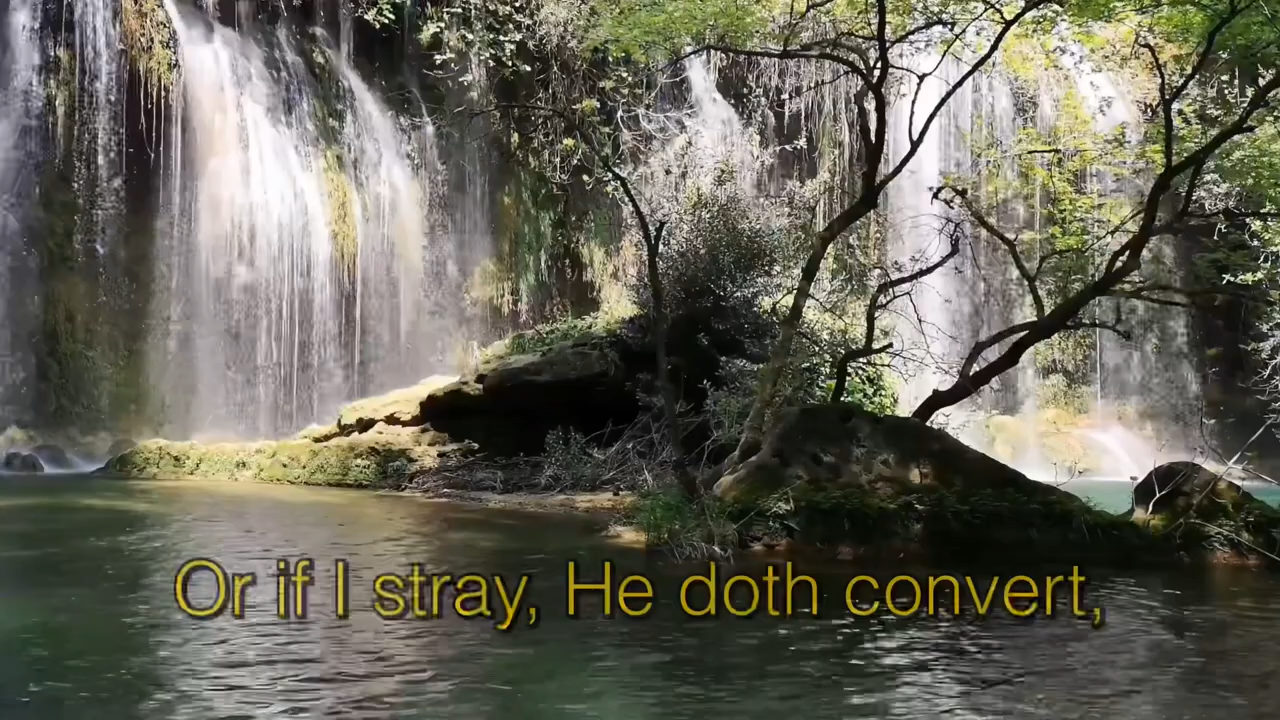 Or if I stray, He doth convert,